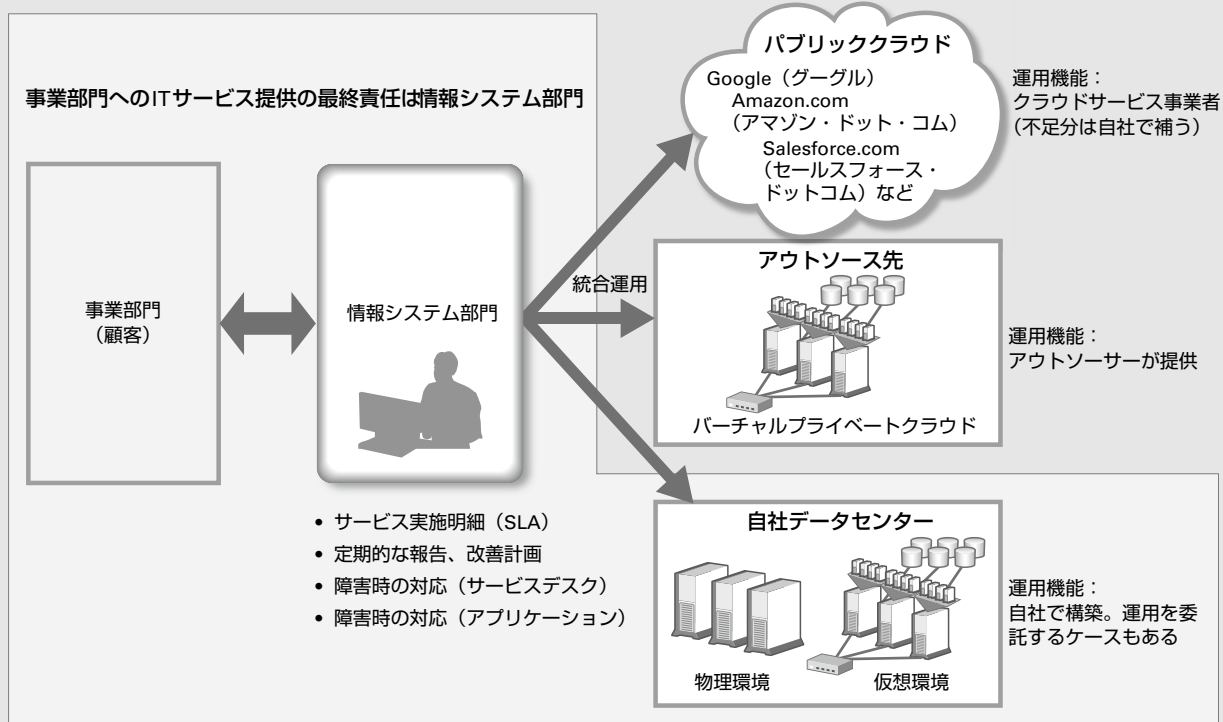 事業部門へのITサービス提供の最終責任は情報システム部門
事業部門
（顧客）
情報システム部門
• サービス実施明細（SLA）
• 定期的な報告、改善計画
• 障害時の対応（サービスデスク）
• 障害時の対応（アプリケーション）
統合運用
パブリッククラウド
Google（グーグル）
Amazon.com
（アマゾン・ドット・コム）
Salesforce.com
（セールスフォース・
ドットコム）など
運用機能：
クラウドサービス事業者
（不足分は自社で補う）
アウトソース先
バーチャルプライベートクラウド
運用機能：
アウトソーサーが提供
自社データセンター
物理環境
仮想環境
運用機能：
自社で構築。運用を委
託するケースもある